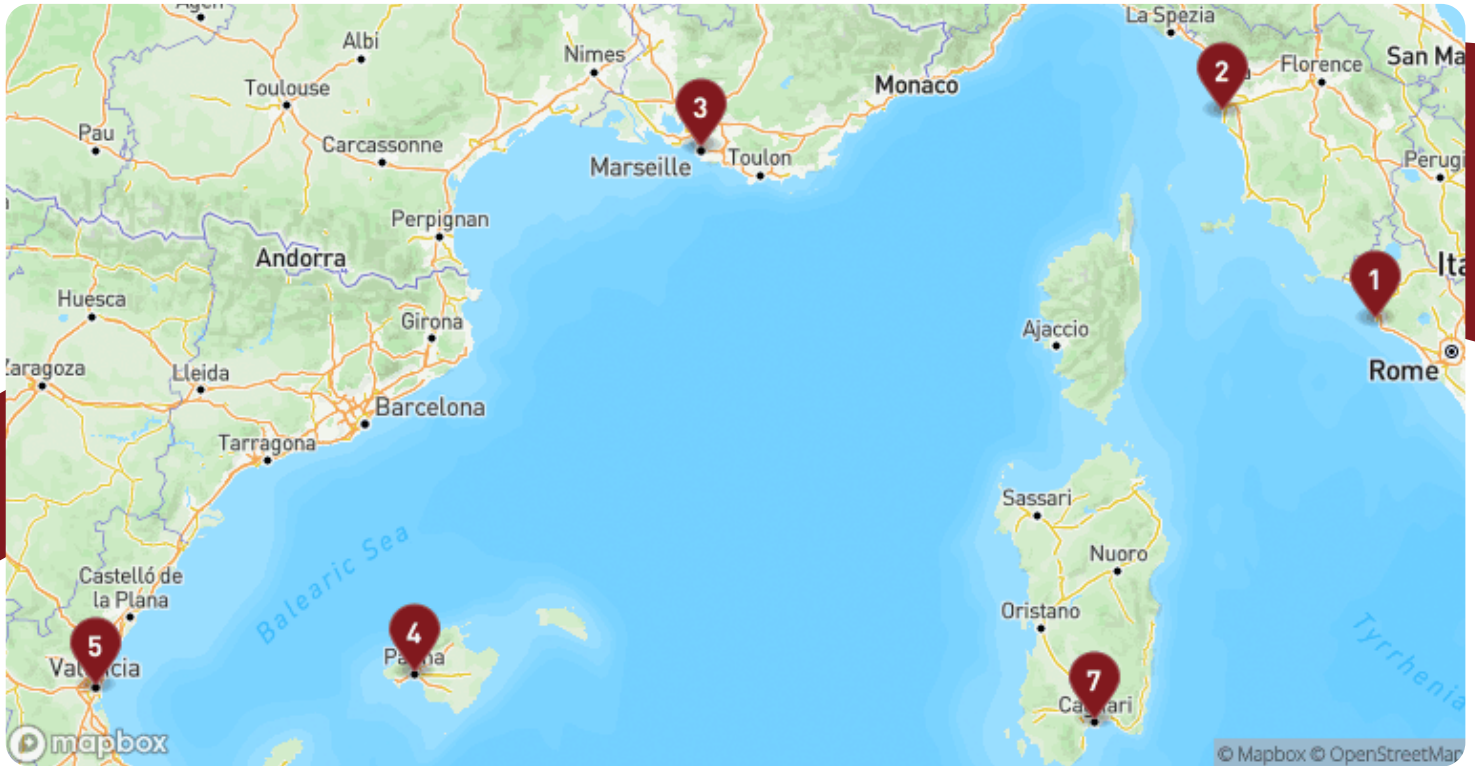 Agen
La Spezia
Albi
Nimes
2
Florence
San Ma
Toulouse
Monaco
3
Pau
Carcassonne
Marseille
Toulon
Perugi
Perpignan
Andorra
Ita
1
Huesca
Girona
Ajaccio
Zaragoza
Lleida
Rome
Barcelona
Tarragona
Sassari
Balearic Sea
Nuoro
Castelló de
la Plana
Oristano
4
5
Tyrrhenia
7
mapbox
© Mapbox © OpenStreetMap